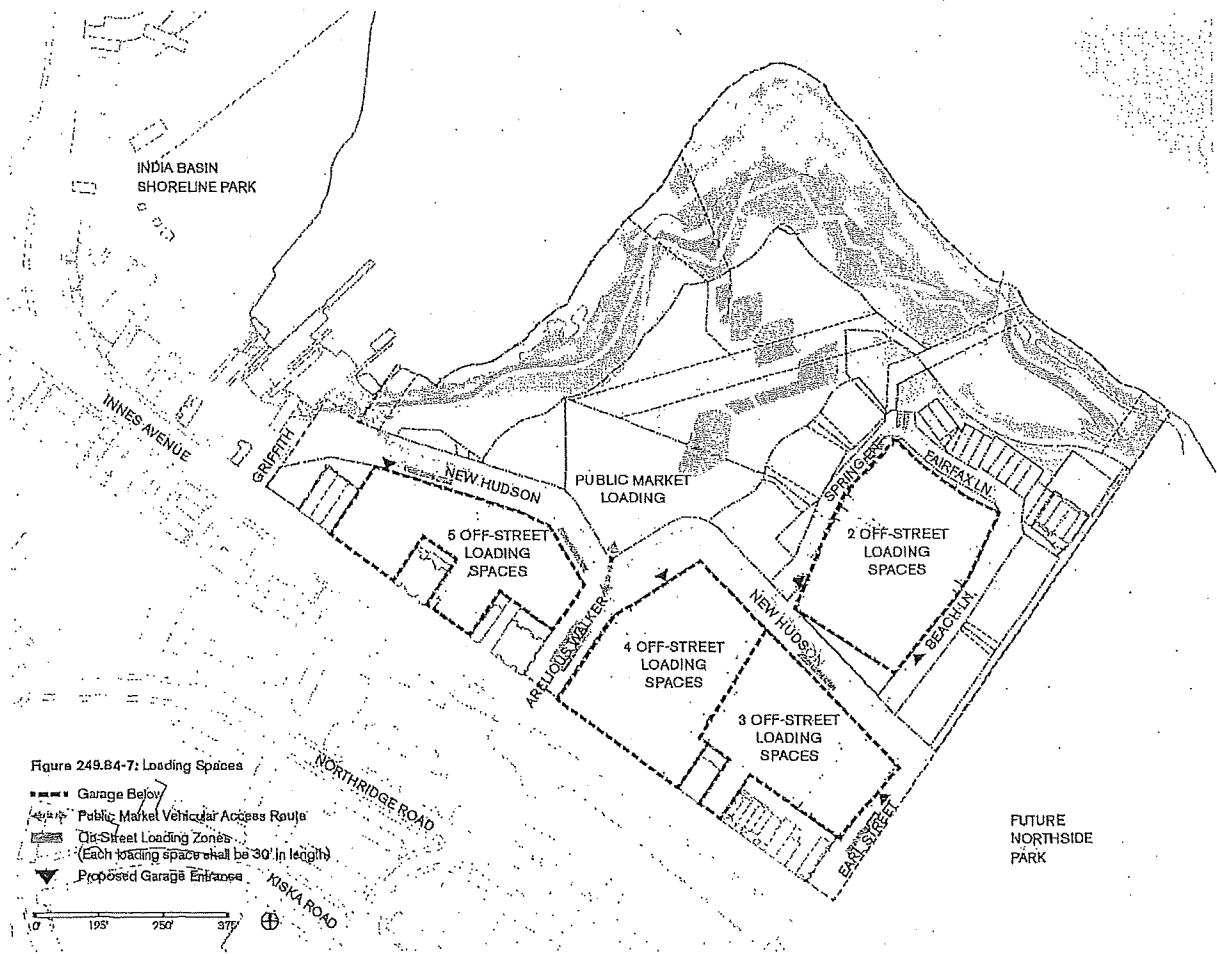 INDIA BASIN
SHORELINE PARK
INNES AVENUE
GRIFFITH
NEW HUDSON
PUBLIC MARKET
LOADING
SPRING LN.
FAIRFAX LN.
5 OFF-STREET
LOADING
SPACES
2 OFF-STREET
LOADING
SPACES
ARELIOUS WALKER
NEW HUDSON
BEACH LN.
4 OFF-STREET
LOADING
SPACES
3 OFF-STREET
LOADING
SPACES
EARL STREET
NORTHRIDGE ROAD
KISKA ROAD
FUTURE
NORTHSIDE
PARK
Figure 249.84-7: Loading Spaces
Garage Below
Public Market Vehicular Access Route
On-Street Loading Zones
(Each loading space shall be 30' in length)
Proposed Garage Entrance
0' 195' 250' 375'